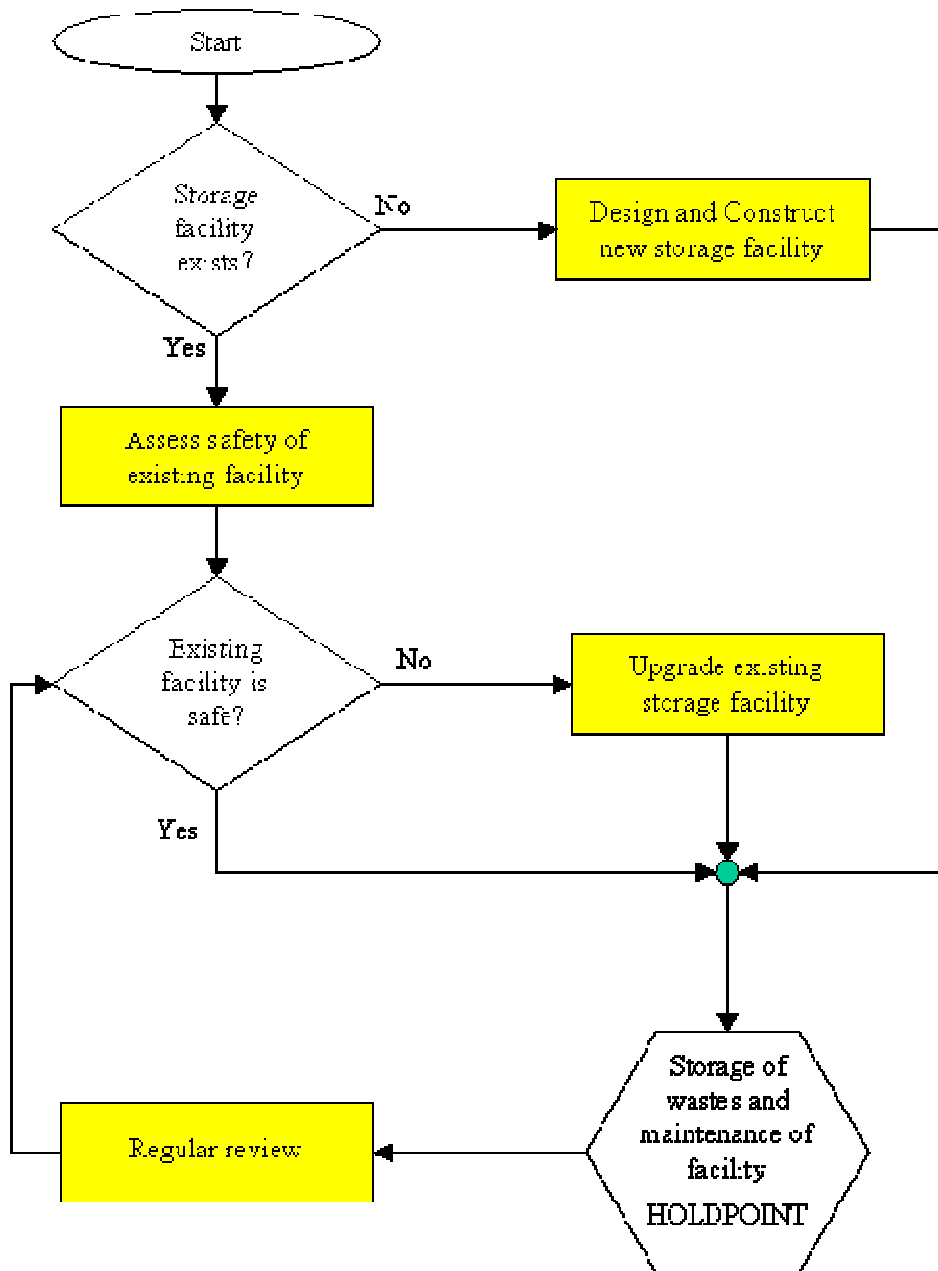 Start
Storage
facility
exists?
No
Design and Construct
new storage facility
Yes
Assess safety of
existing facility
Existing
facility is
safe?
No
Upgrade existing
storage facility
Yes
Storage of
wastes and
maintenance of
facility
HOLDPOINT
Regular review